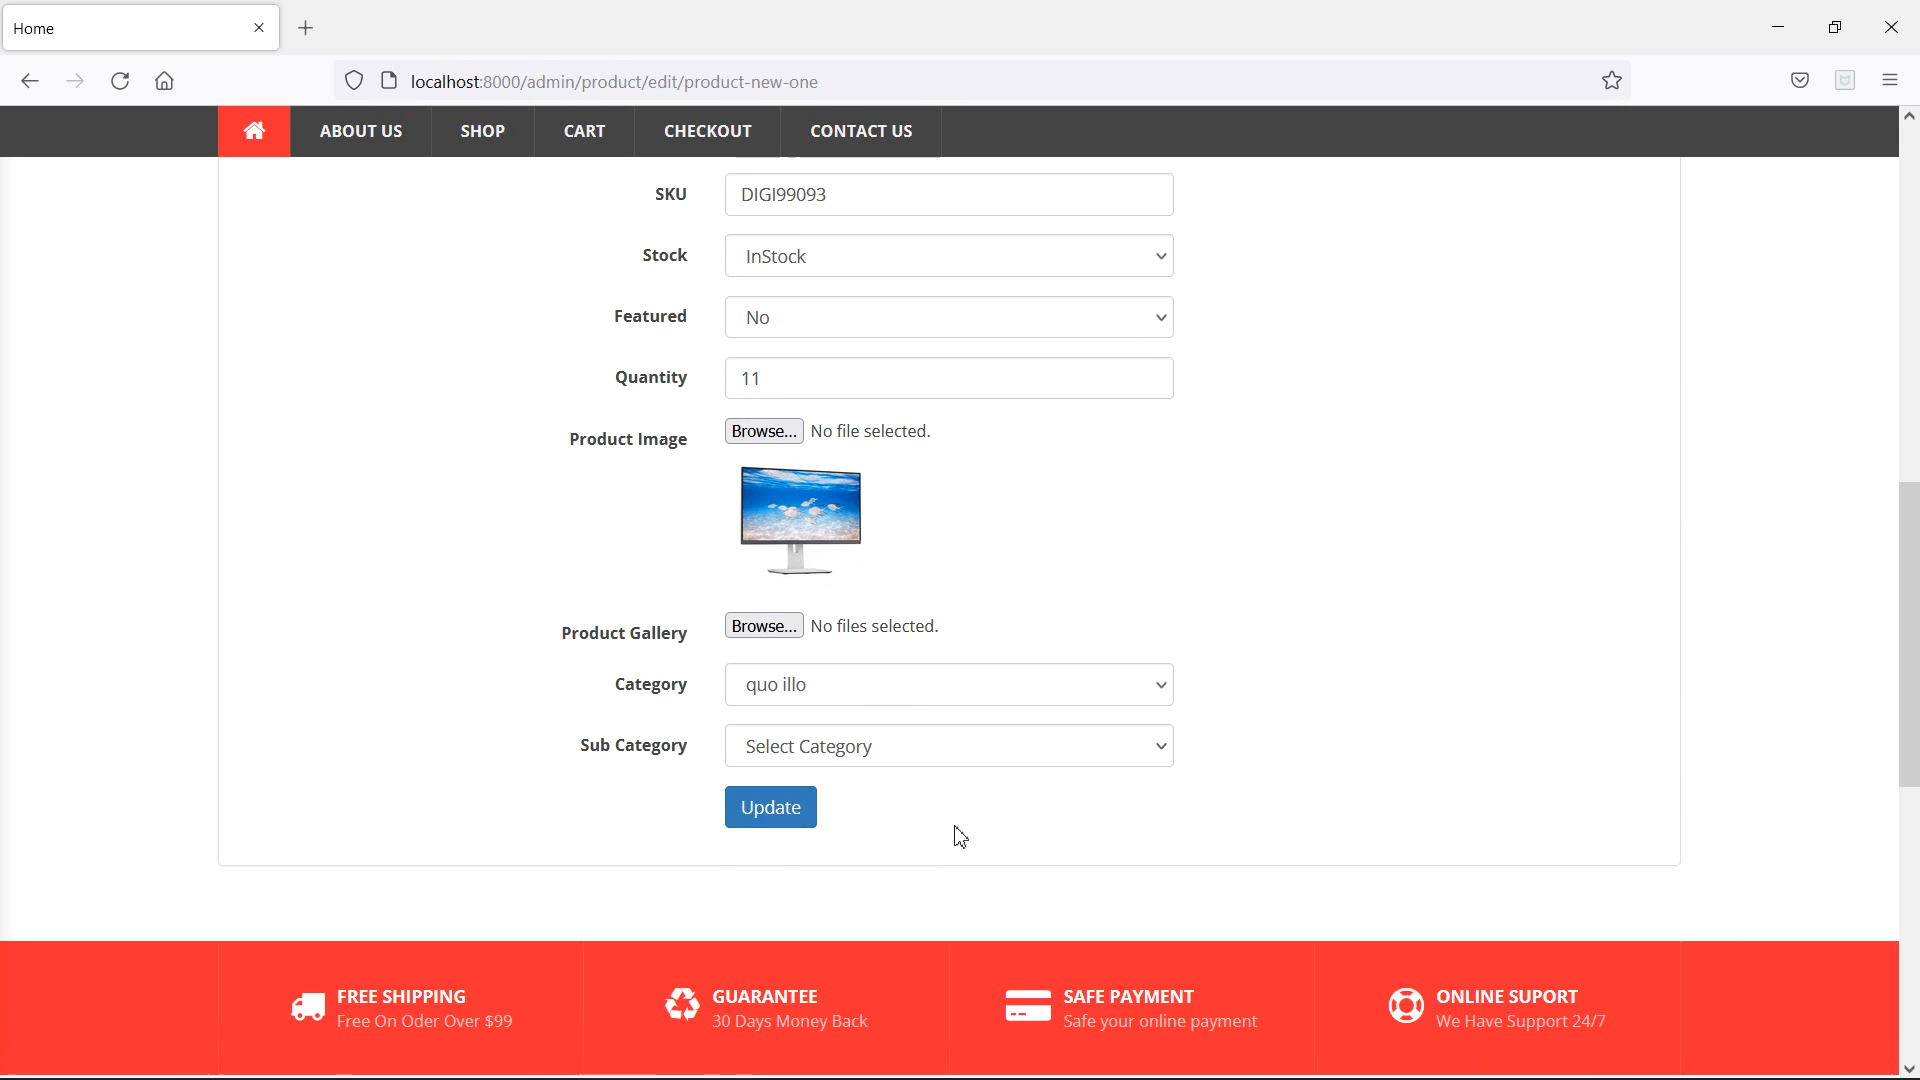 Home
localhost:8000/admin/product/edit/product-new-one
ABOUT US SHOP CART CHECKOUT CONTACT US
SKU DIGI99093
Stock InStock
Featured No
Quantity 11
Product Image Browse... No file selected.
Product Gallery Browse... No files selected.
Category quo illo
Sub Category Select Category
Update
FREE SHIPPING
Free On Oder Over $99
GUARANTEE
30 Days Money Back
SAFE PAYMENT
Safe your online payment
ONLINE SUPORT
We Have Support 24/7